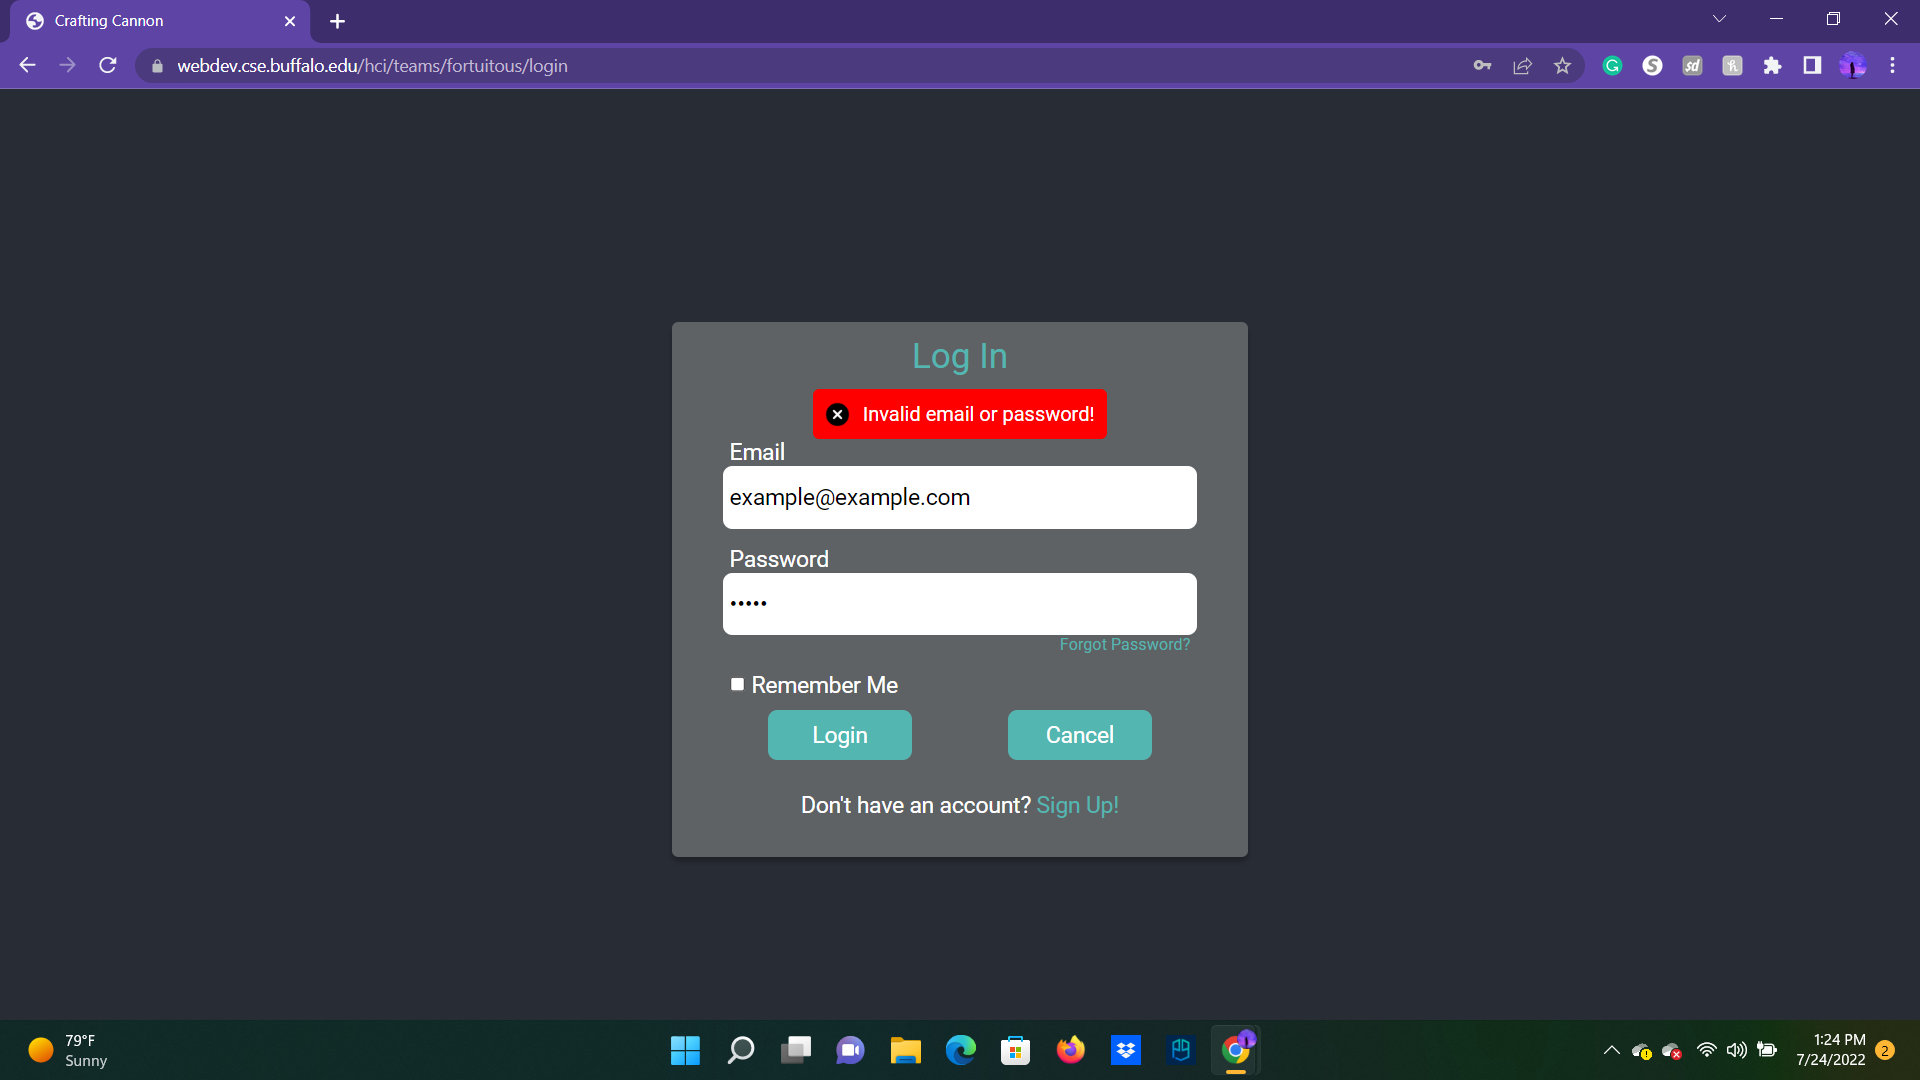 Crafting Cannon
webdev.cse.buffalo.edu/hci/teams/fortuitous/login
Log In
Invalid email or password!
Email
example@example.com
Password
•••••
Forgot Password?
Remember Me
Login Cancel
Don't have an account? Sign Up!
79°F
Sunny
1:24 PM
7/24/2022
2